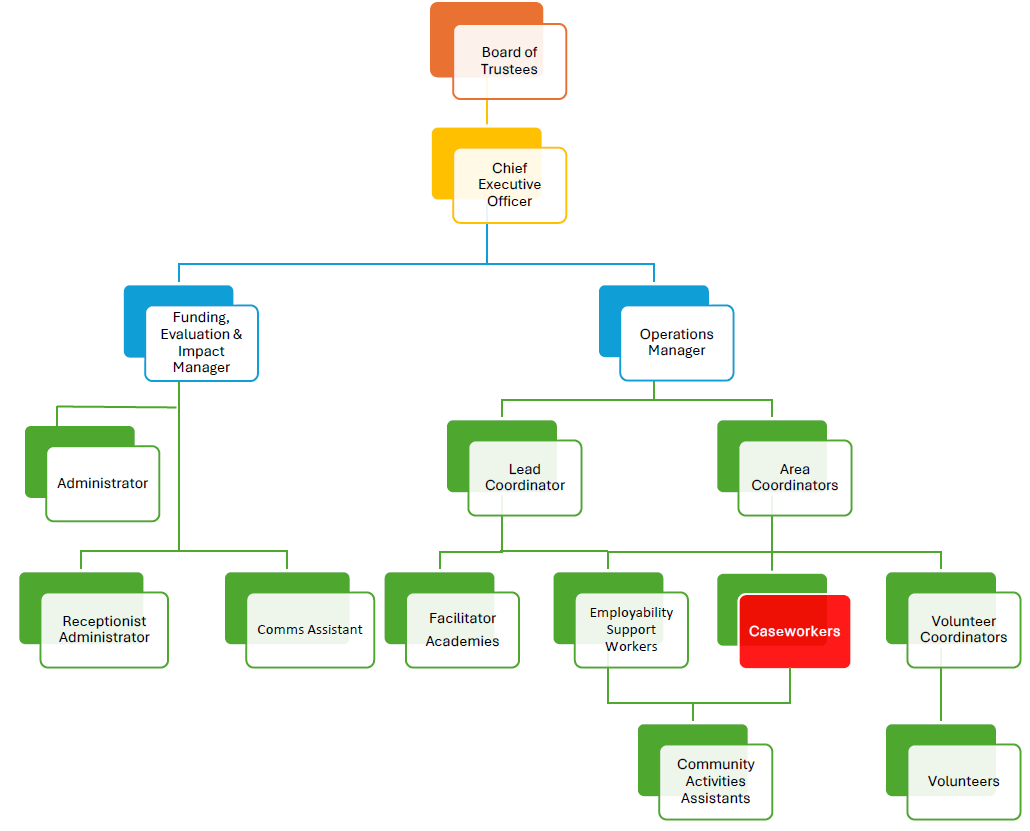 Board of
Trustees
Chief
Executive
Officer
Funding,
Evaluation &
Impact
Manager
Operations
Manager
Administrator
Lead
Coordinator
Area
Coordinators
Receptionist
Administrator
Comms Assistant
Facilitator
Academies
Employability
Support
Workers
Caseworkers
Volunteer
Coordinators
Community
Activities
Assistants
Volunteers